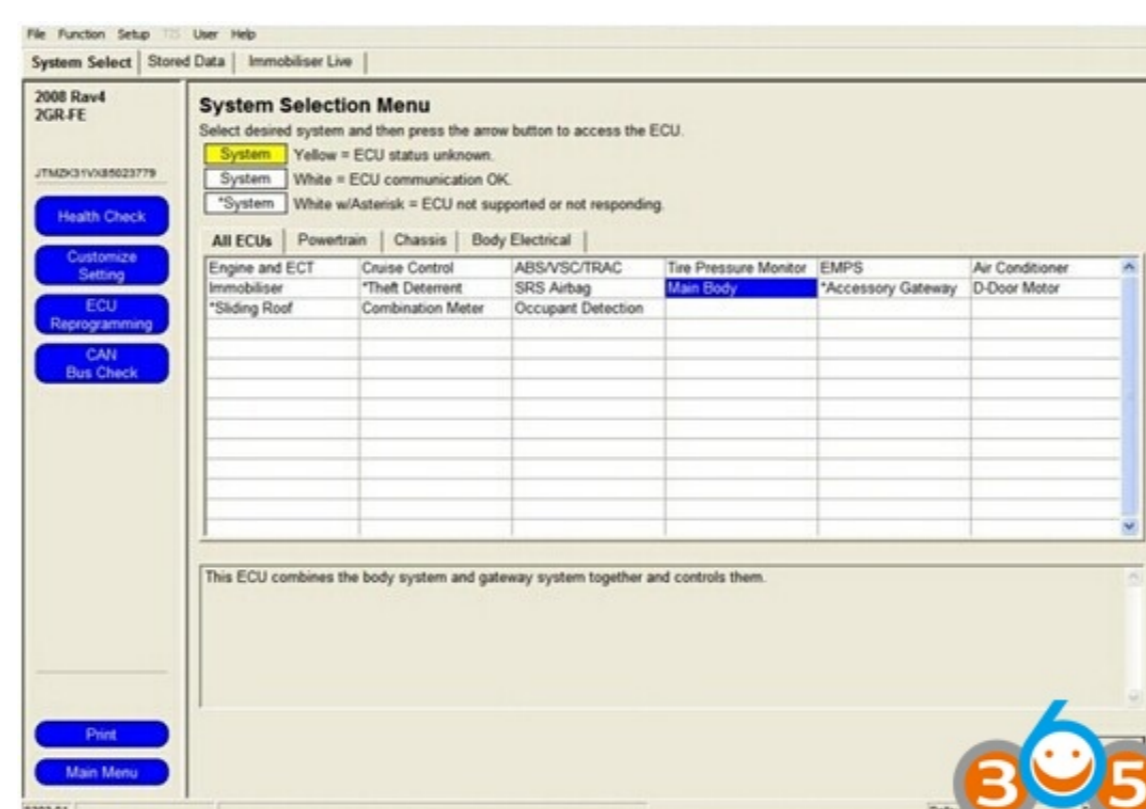 File Function Setup TIS User Help
System Select Stored Data Immobiliser Live
2008 Rav4
2GR-FE
Health Check
Customize
Setting
ECU
Reprogramming
CAN
Bus Check
Print
Main Menu
System Selection Menu
Select desired system and then press the arrow button to access the ECU.
System Yellow = ECU status unknown.
System White = ECU communication OK.
*System White w/Asterisk = ECU not supported or not responding.
All ECUs Powertrain Chassis Body Electrical
Engine and ECT Cruise Control ABS/VSC/TRAC Tire Pressure Monitor EMPS Air Conditioner
Immobiliser *Theft Deterrent SRS Airbag Main Body *Accessory Gateway D-Door Motor
*Sliding Roof Combination Meter Occupant Detection
This ECU combines the body system and gateway system together and controls them.
365